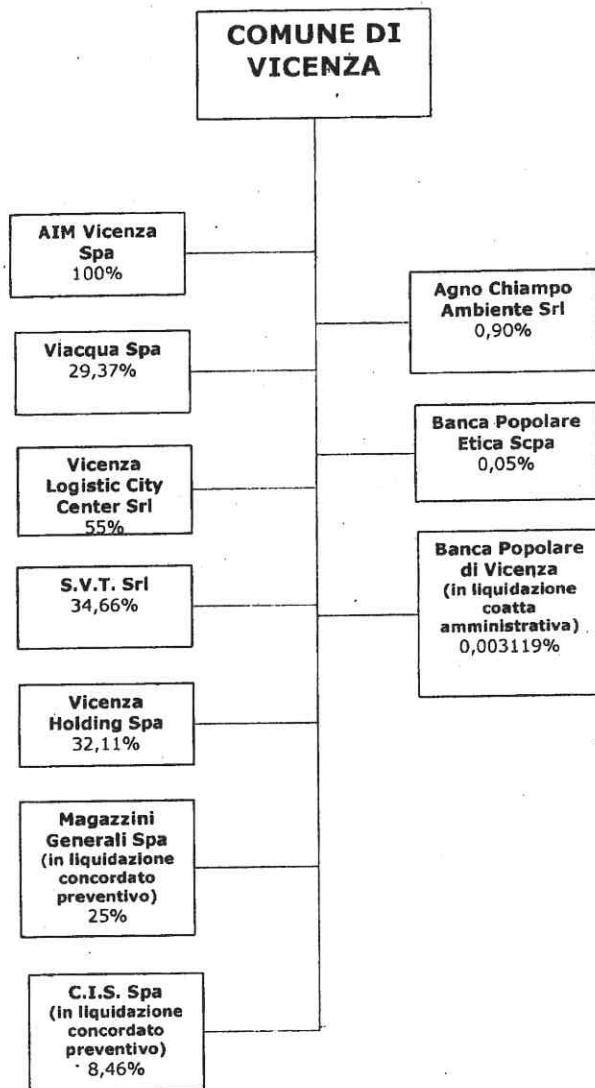 COMUNE DI
VICENZA
AIM Vicenza
Spa
100%
Viacqua Spa
29,37%
Vicenza
Logistic City
Center Srl
55%
S.V.T. Srl
34,66%
Vicenza
Holding Spa
32,11%
Magazzini
Generali Spa
(in liquidazione
concordato
preventivo)
25%
C.I.S. Spa
(in liquidazione
concordato
preventivo)
8,46%
Agno Chiampo
Ambiente Srl
0,90%
Banca Popolare
Etica Scpa
0,05%
Banca Popolare
di Vicenza
(in liquidazione
coatta
amministrativa)
0,003119%